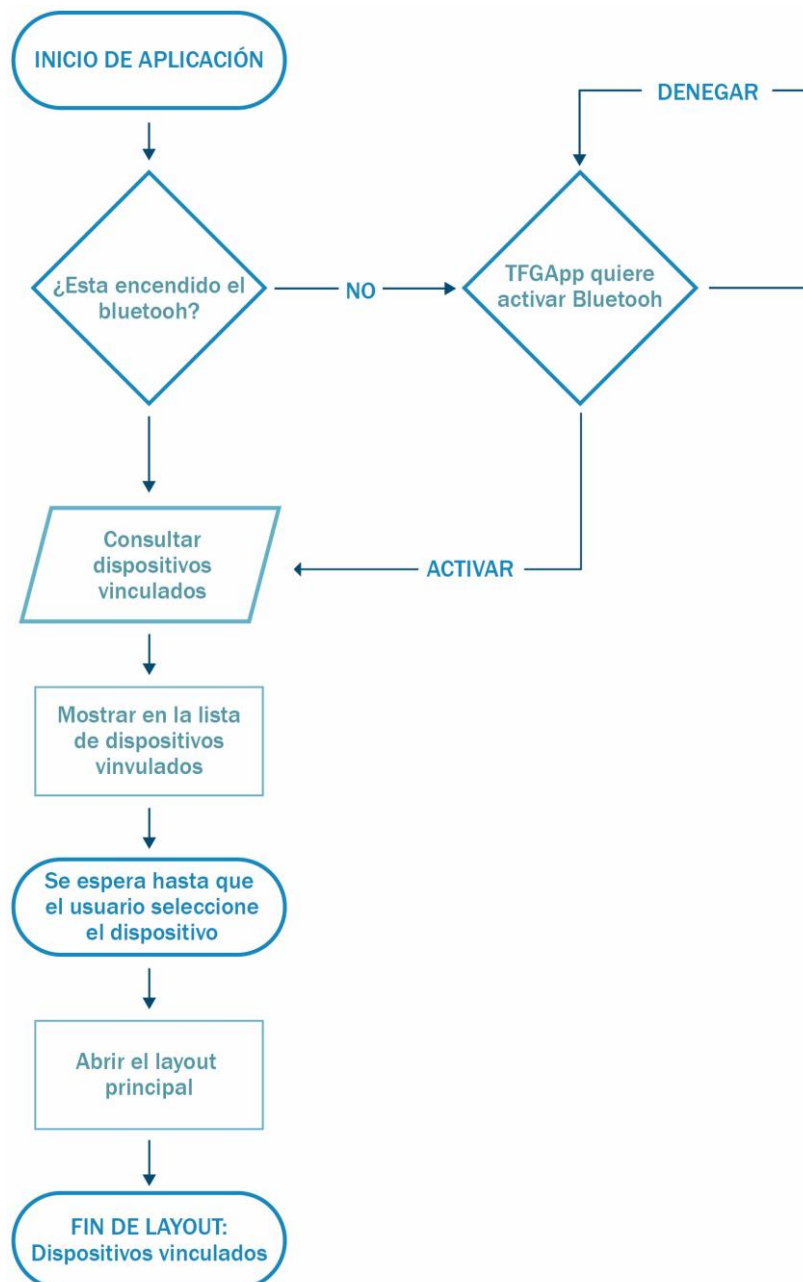 INICIO DE APLICACIÓN
DENEGAR
¿Esta encendido el
bluetooh?
NO
TFGApp quiere
activar Bluetooh
Consultar
dispositivos
vinculados
ACTIVAR
Mostrar en la lista
de dispositivos
vinvulados
Se espera hasta que
el usuario seleccione
el dispositivo
Abrir el layout
principal
FIN DE LAYOUT:
Dispositivos vinculados